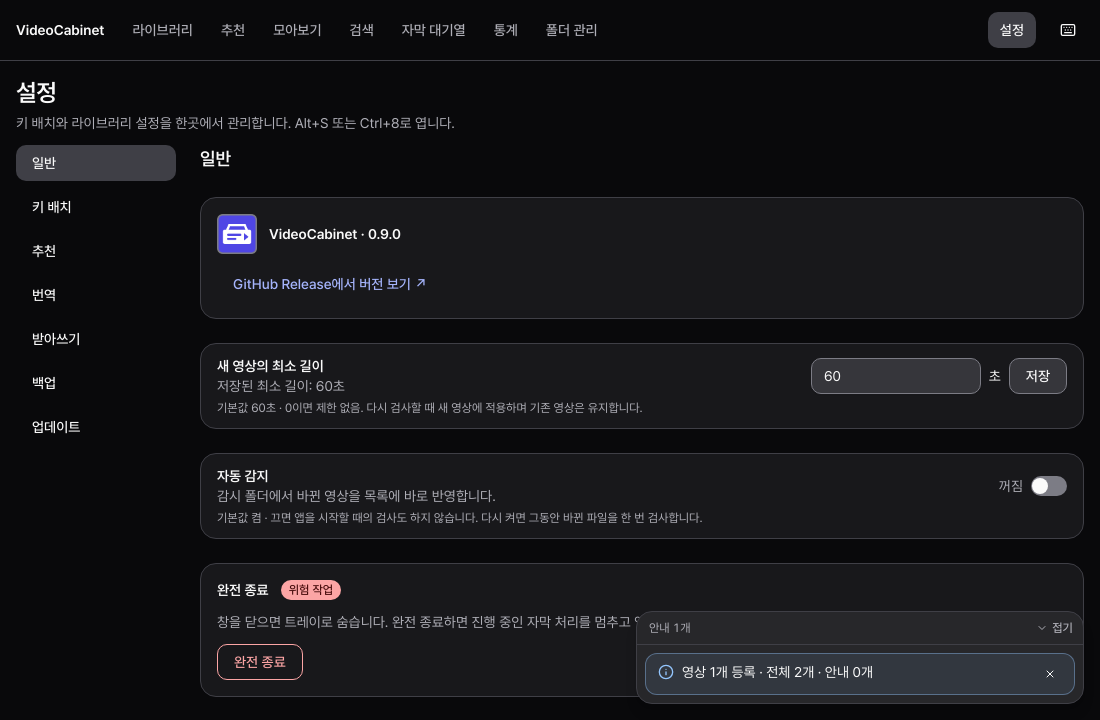 VideoCabinet 라이브러리 추천 모아보기 검색 자막 대기열 통계 폴더 관리 설정
설정
키 배치와 라이브러리 설정을 한곳에서 관리합니다. Alt+S 또는 Ctrl+8로 엽니다.
일반
키 배치
추천
번역
받아쓰기
백업
업데이트
일반
VideoCabinet · 0.9.0
GitHub Release에서 버전 보기 ↗
새 영상의 최소 길이
저장된 최소 길이: 60초
기본값 60초 · 0이면 제한 없음. 다시 검사할 때 새 영상에 적용하며 기존 영상은 유지합니다.
60 초 저장
자동 감지
감시 폴더에서 바뀐 영상을 목록에 바로 반영합니다.
기본값 켬 · 끄면 앱을 시작할 때의 검사도 하지 않습니다. 다시 켜면 그동안 바뀐 파일을 한 번 검사합니다.
꺼짐
완전 종료 위험 작업
창을 닫으면 트레이로 숨습니다. 완전 종료하면 진행 중인 자막 처리를 멈추고
완전 종료
안내 1개 접기
영상 1개 등록 · 전체 2개 · 안내 0개